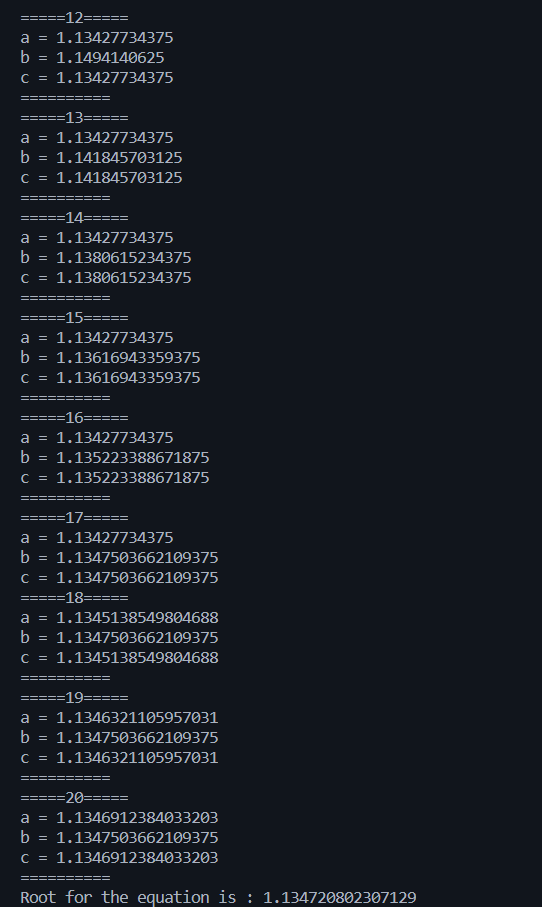 =====12=====
a = 1.13427734375
b = 1.1494140625
c = 1.13427734375
==========
=====13=====
a = 1.13427734375
b = 1.141845703125
c = 1.141845703125
==========
=====14=====
a = 1.13427734375
b = 1.1380615234375
c = 1.1380615234375
==========
=====15=====
a = 1.13427734375
b = 1.13616943359375
c = 1.13616943359375
==========
=====16=====
a = 1.13427734375
b = 1.135223388671875
c = 1.135223388671875
==========
=====17=====
a = 1.13427734375
b = 1.1347503662109375
c = 1.1347503662109375
=====18=====
a = 1.1345138549804688
b = 1.1347503662109375
c = 1.1345138549804688
==========
=====19=====
a = 1.1346321105957031
b = 1.1347503662109375
c = 1.1346321105957031
==========
=====20=====
a = 1.1346912384033203
b = 1.1347503662109375
c = 1.1346912384033203
==========
Root for the equation is : 1.134720802307129